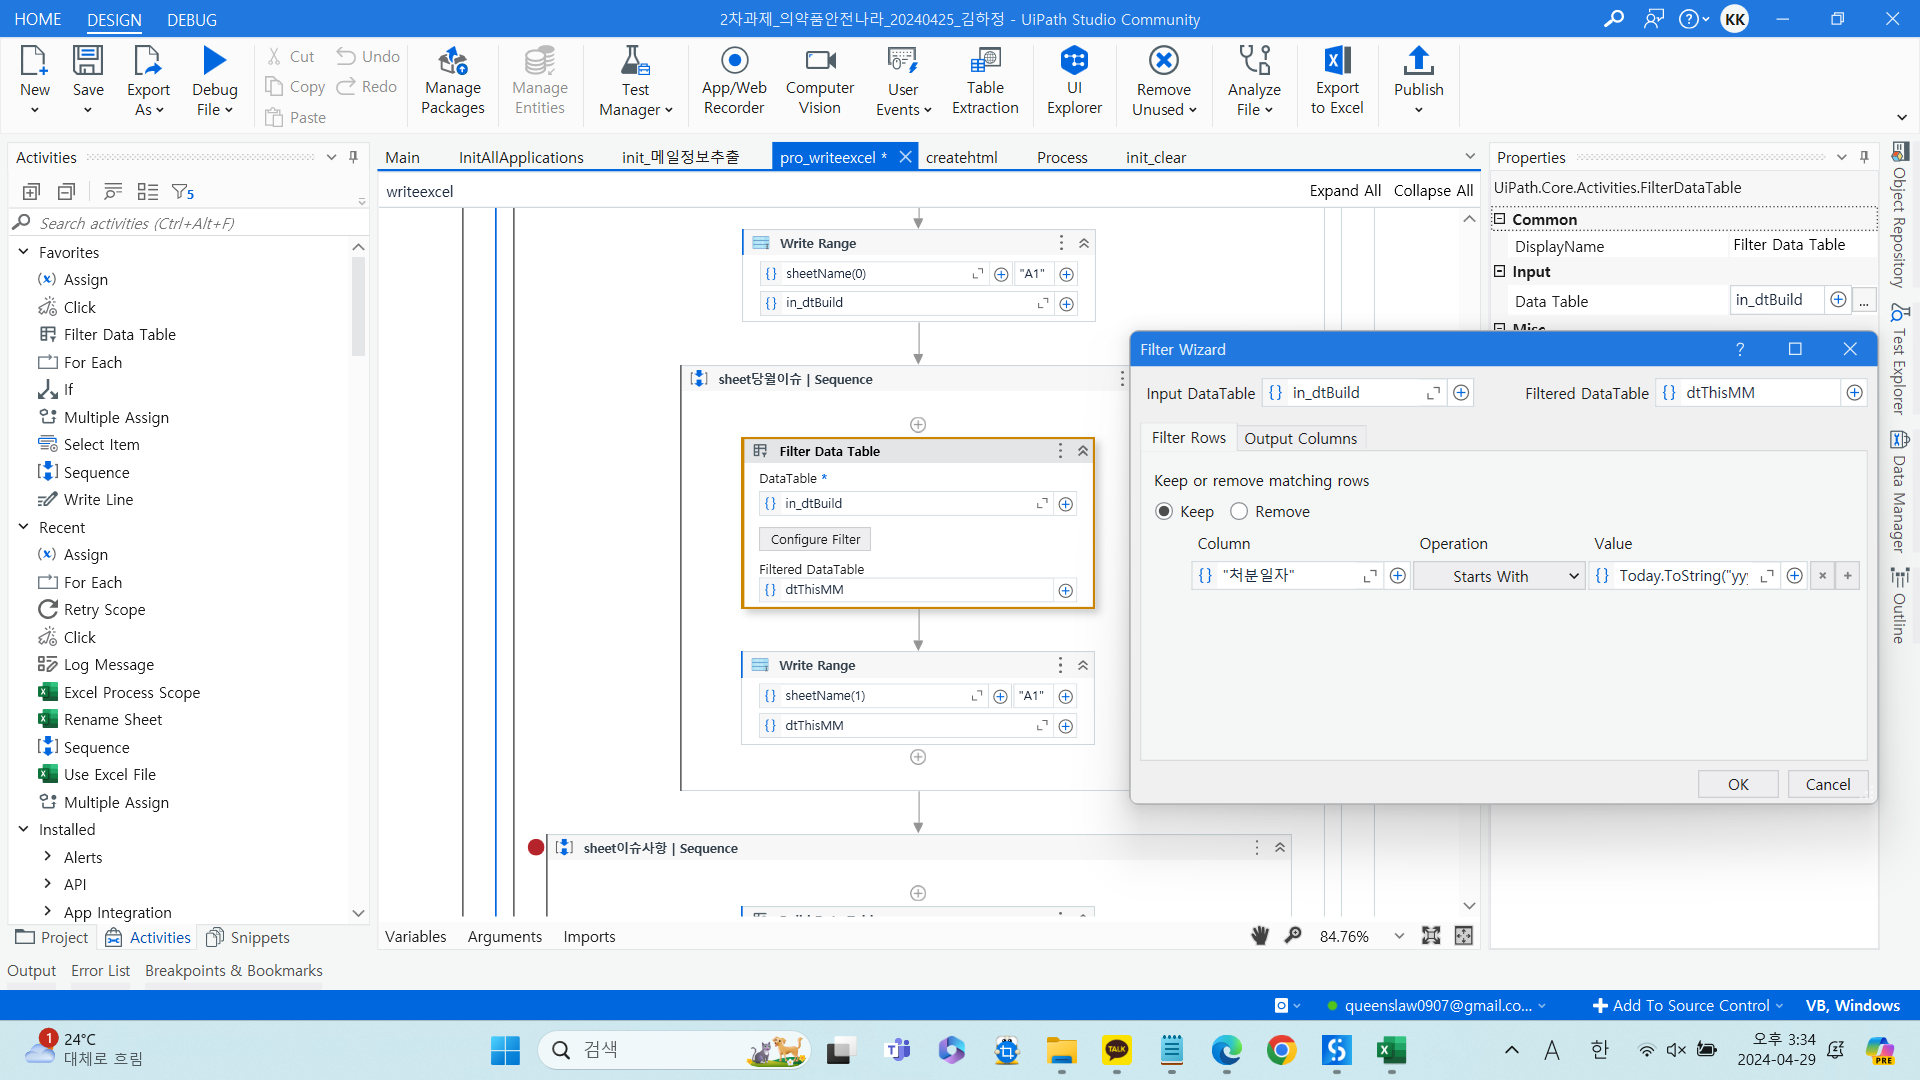 HOME DESIGN DEBUG
2차과제_의약품안전나라_20240425_김하정 - UiPath Studio Community
KK
New
Save
Export As
Debug File
Cut
Copy
Paste
Undo
Redo
Manage Packages
Manage Entities
Test Manager
App/Web Recorder
Computer Vision
User Events
Table Extraction
UI Explorer
Remove Unused
Analyze File
Export to Excel
Publish
Activities
5
Search activities (Ctrl+Alt+F)
Favorites
Assign
Click
Filter Data Table
For Each
If
Multiple Assign
Select Item
Sequence
Write Line
Recent
Assign
For Each
Retry Scope
Click
Log Message
Excel Process Scope
Rename Sheet
Sequence
Use Excel File
Multiple Assign
Installed
Alerts
API
App Integration
Project Activities Snippets
Main InitAllApplications init_메일정보추출 pro_writeexcel * createhtml Process init_clear
writeexcel
Expand All Collapse All
Write Range
sheetName(0) "A1"
in_dtBuild
sheet당월이슈 | Sequence
Filter Data Table
DataTable *
in_dtBuild
Configure Filter
Filtered DataTable
dtThisMM
Write Range
sheetName(1) "A1"
dtThisMM
sheet이슈사항 | Sequence
Variables Arguments Imports
84.76%
Properties
UiPath.Core.Activities.FilterDataTable
Common
DisplayName Filter Data Table
Input
Data Table in_dtBuild ...
Misc
Filter Wizard
?
Input DataTable in_dtBuild Filtered DataTable dtThisMM
Filter Rows Output Columns
Keep or remove matching rows
Keep Remove
Column Operation Value
"처분일자" Starts With Today.ToString("yy
OK Cancel
Object Repository
Test Explorer
Data Manager
Outline
Output Error List Breakpoints & Bookmarks
queenslaw0907@gmail.co... Add To Source Control VB, Windows
1
24°C
대체로 흐림
검색
TALK
A 한
오후 3:34
2024-04-29
PRE